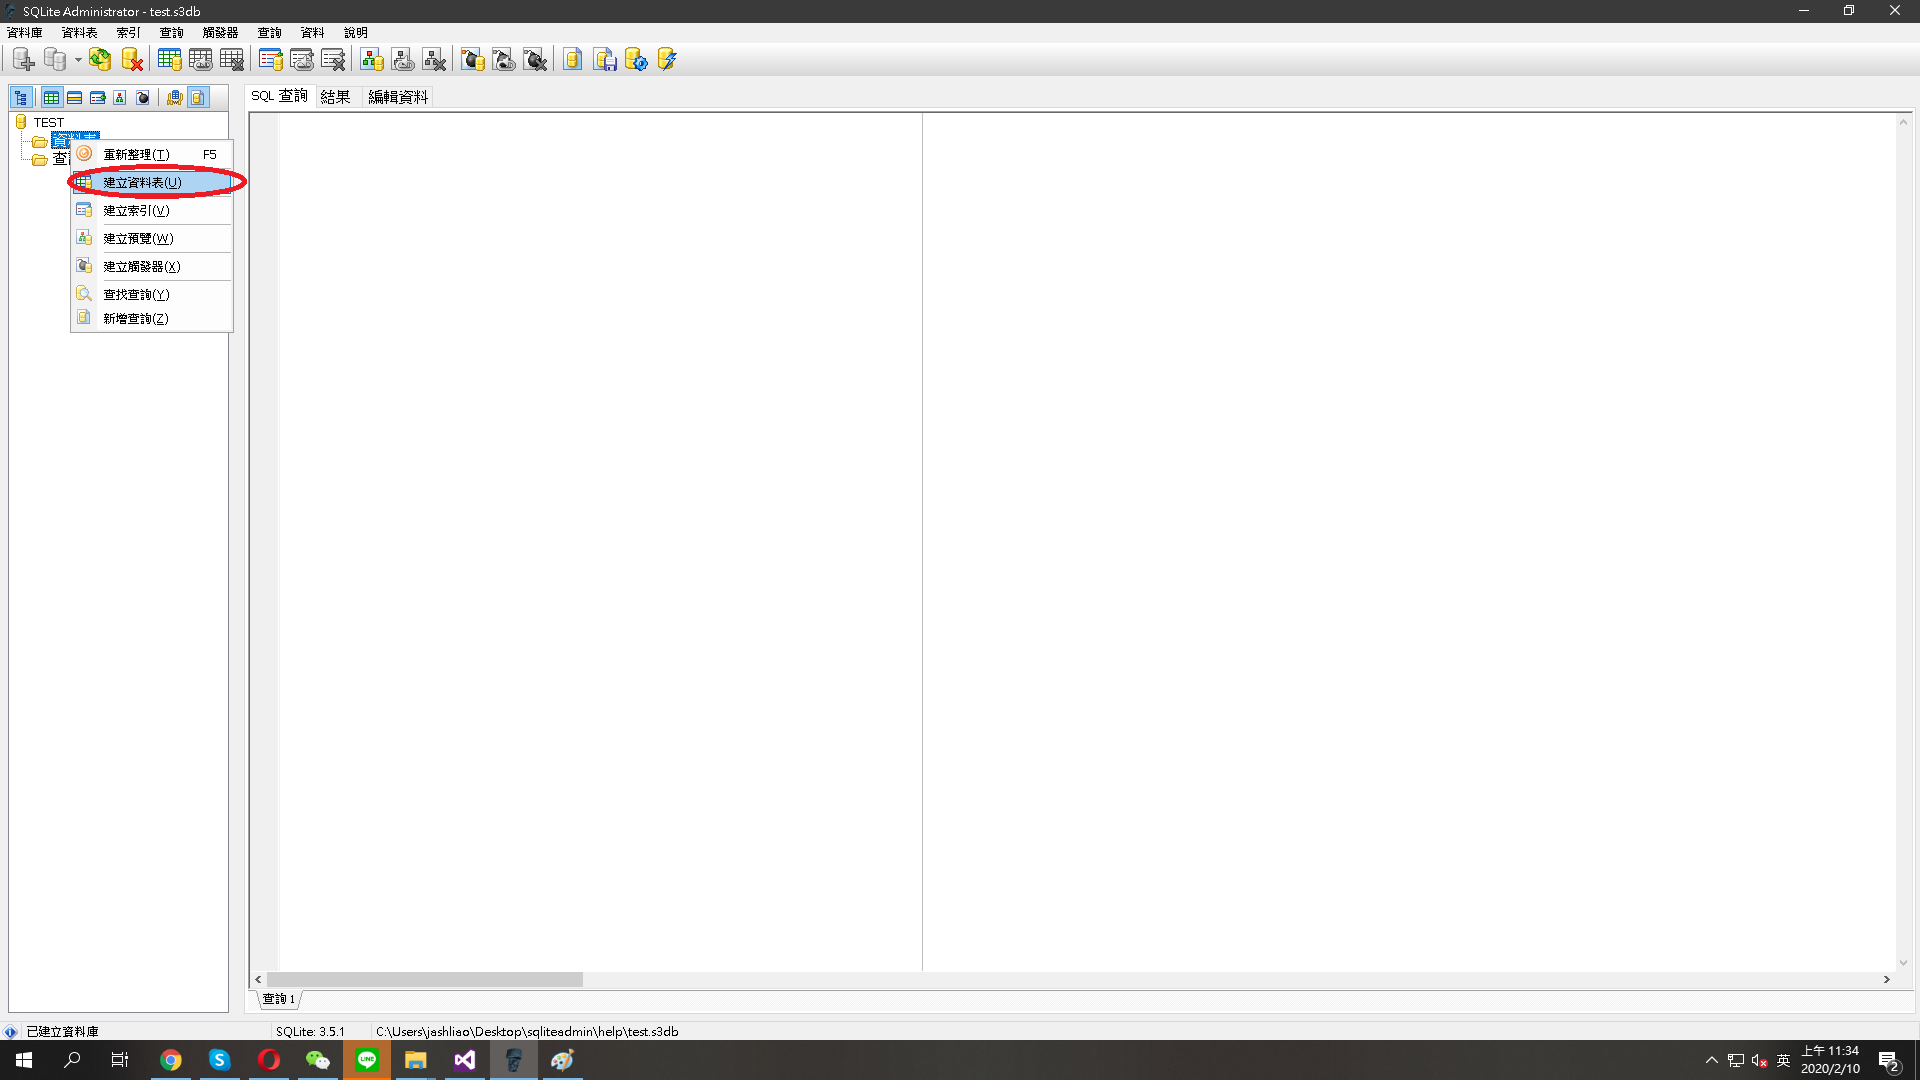 SQLite Administrator - test.s3db
資料庫 資料表 索引 查詢 觸發器 查詢 資料 說明
SQL 查詢 結果 編輯資料
TEST
資料表
查
重新整理(T) F5
建立資料表(U)
建立索引(V)
建立預覽(W)
建立觸發器(X)
查找查詢(Y)
新增查詢(Z)
查詢 1
已建立資料庫 SQLite: 3.5.1 C:\Users\jashliao\Desktop\sqliteadmin\help\test.s3db
LINE
英
上午 11:34
2020/2/10
2